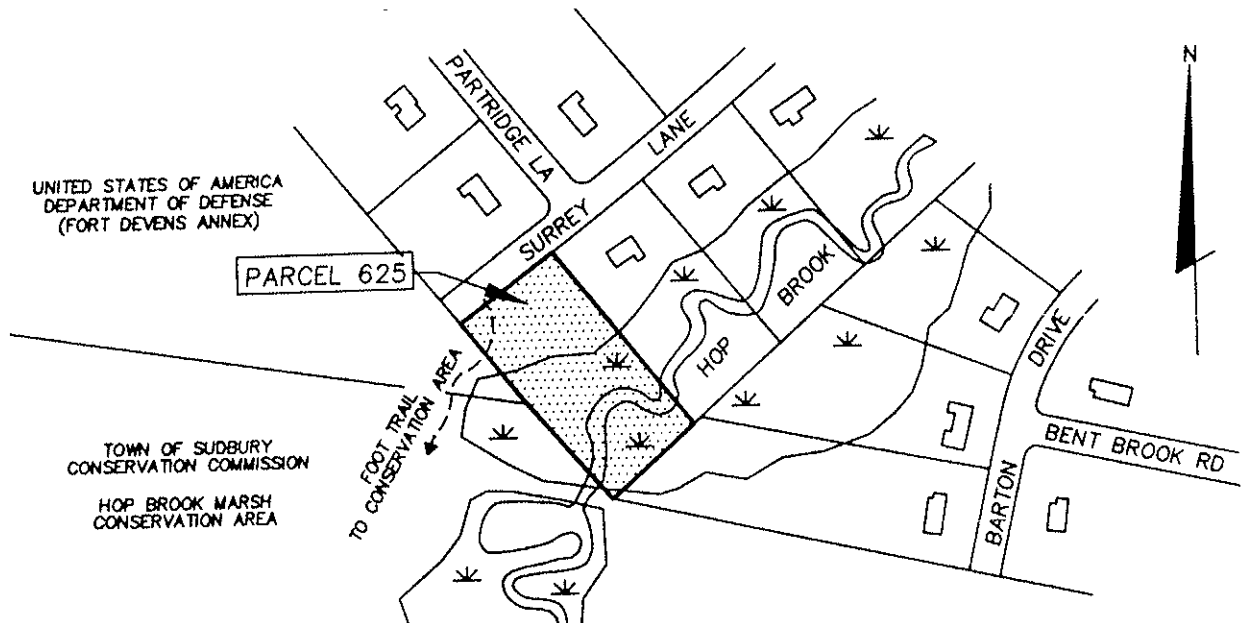 N
PARTRIDGE LA
SURREY LANE
UNITED STATES OF AMERICA
DEPARTMENT OF DEFENSE
(FORT DEVENS ANNEX)
PARCEL 625
HOP BROOK
FOOT TRAIL
TO CONSERVATION AREA
TOWN OF SUDBURY
CONSERVATION COMMISSION
HOP BROOK MARSH
CONSERVATION AREA
BARTON DRIVE
BENT BROOK RD